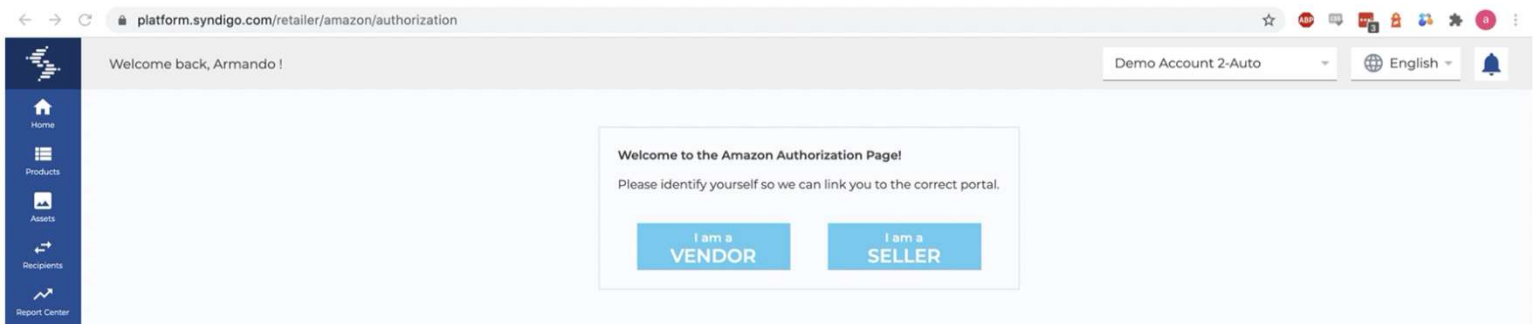 platform.syndigo.com/retailer/amazon/authorization
ABP
3
a
Welcome back, Armando !
Demo Account 2-Auto
English
Home
Products
Assets
Recipients
Report Center
Welcome to the Amazon Authorization Page!
Please identify yourself so we can link you to the correct portal.
I am a
VENDOR
I am a
SELLER